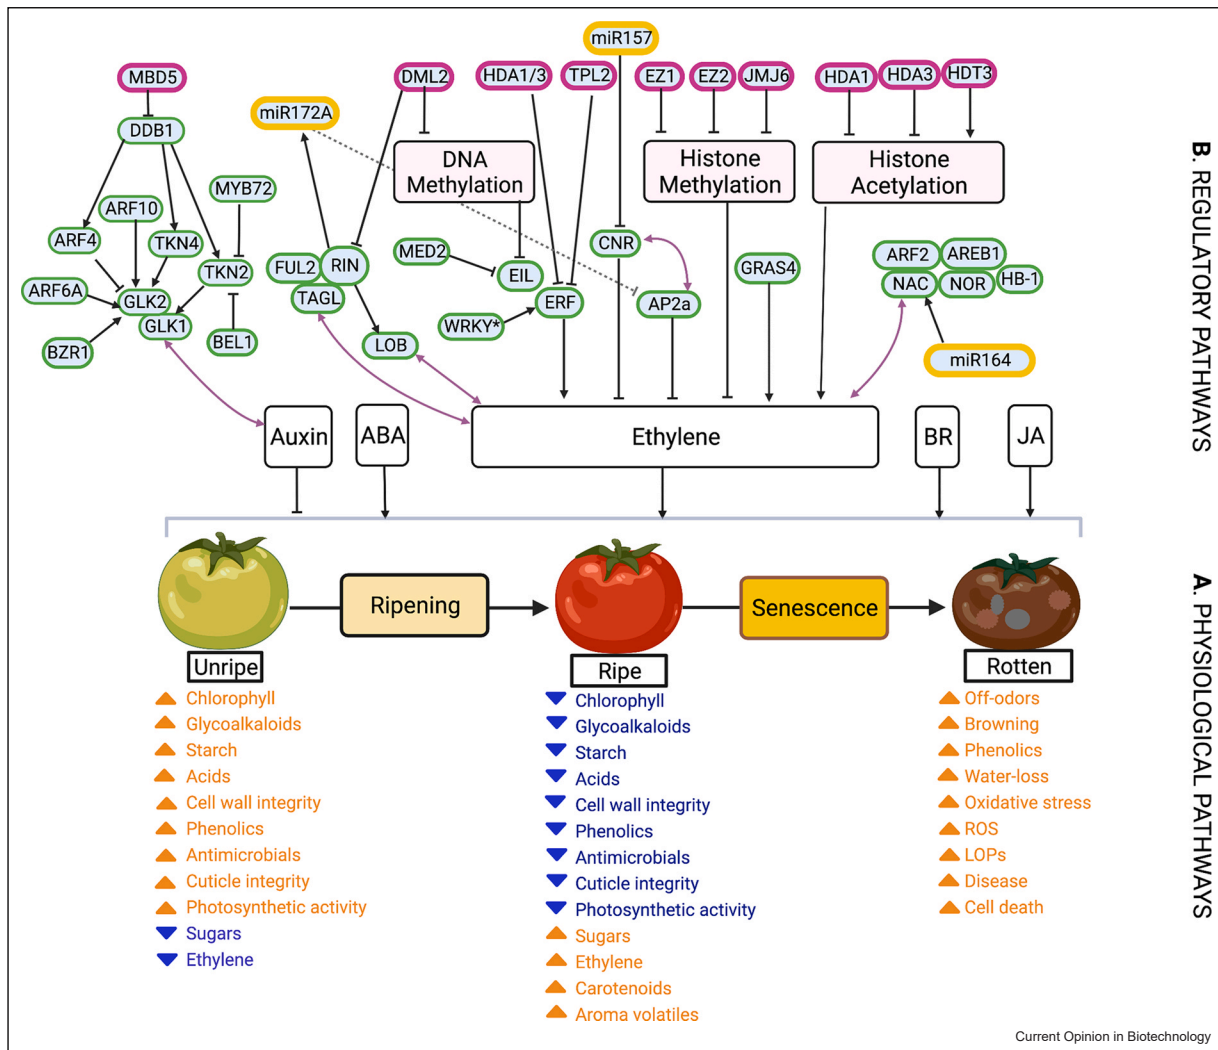 miR157
MBD5
DML2
HDA1/3
TPL2
EZ1
EZ2
JMJ6
HDA1
HDA3
HDT3
miR172A
DDB1
DNA
Methylation
Histone
Methylation
Histone
Acetylation
MYB72
ARF10
ARF4
TKN4
TKN2
MED2
CNR
ARF2
AREB1
FUL2
RIN
EIL
GRAS4
NAC
NOR
HB-1
ARF6A
GLK2
TAGL
ERF
AP2a
GLK1
WRKY*
BZR1
BEL1
LOB
miR164
Auxin
ABA
Ethylene
BR
JA
B. REGULATORY PATHWAYS
Ripening
Senescence
Unripe
Ripe
Rotten
Chlorophyll
Glycoalkaloids
Starch
Acids
Cell wall integrity
Phenolics
Antimicrobials
Cuticle integrity
Photosynthetic activity
Sugars
Ethylene
Chlorophyll
Glycoalkaloids
Starch
Acids
Cell wall integrity
Phenolics
Antimicrobials
Cuticle integrity
Photosynthetic activity
Sugars
Ethylene
Carotenoids
Aroma volatiles
Off-odors
Browning
Phenolics
Water-loss
Oxidative stress
ROS
LOPs
Disease
Cell death
A. PHYSIOLOGICAL PATHWAYS
Current Opinion in Biotechnology